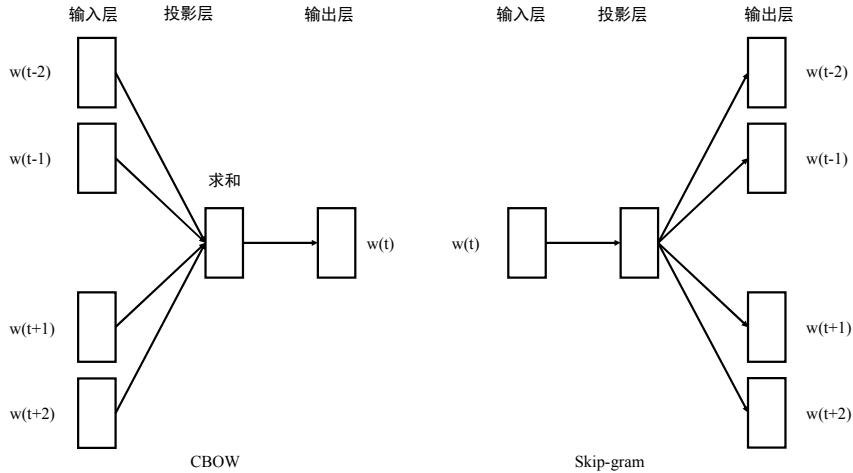 输入层 投影层 输出层 输入层 投影层 输出层
w(t-2) w(t-2)
w(t-1) w(t-1)
求和
w(t) w(t)
w(t+1) w(t+1)
w(t+2) w(t+2)
CBOW Skip-gram